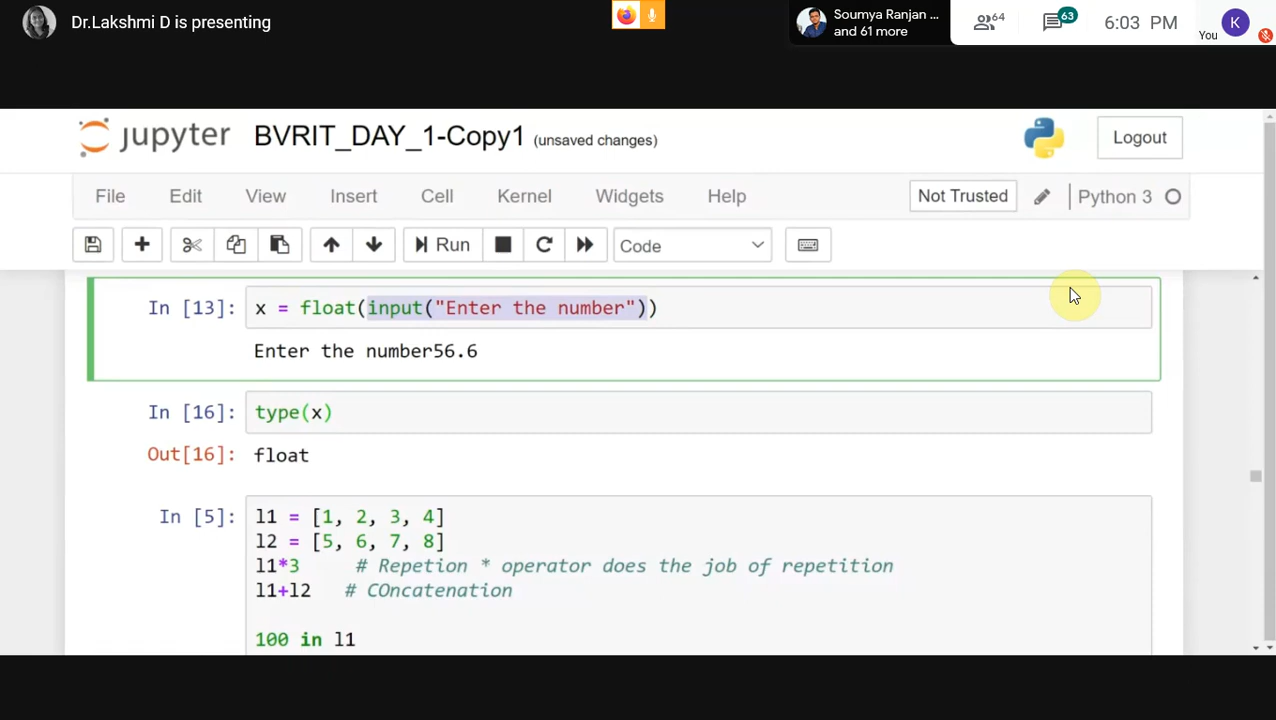 Dr.Lakshmi D is presenting
Soumya Ranjan ...
and 61 more
64
63
6:03 PM
You
K
jupyter BVRIT_DAY_1-Copy1 (unsaved changes)
Logout
File Edit View Insert Cell Kernel Widgets Help
Not Trusted
Python 3
Run
Code
In [13]: x = float(input("Enter the number"))
Enter the number56.6
In [16]: type(x)
Out[16]: float
In [5]: l1 = [1, 2, 3, 4]
l2 = [5, 6, 7, 8]
l1*3 # Repetion * operator does the job of repetition
l1+l2 # COncatenation
100 in l1